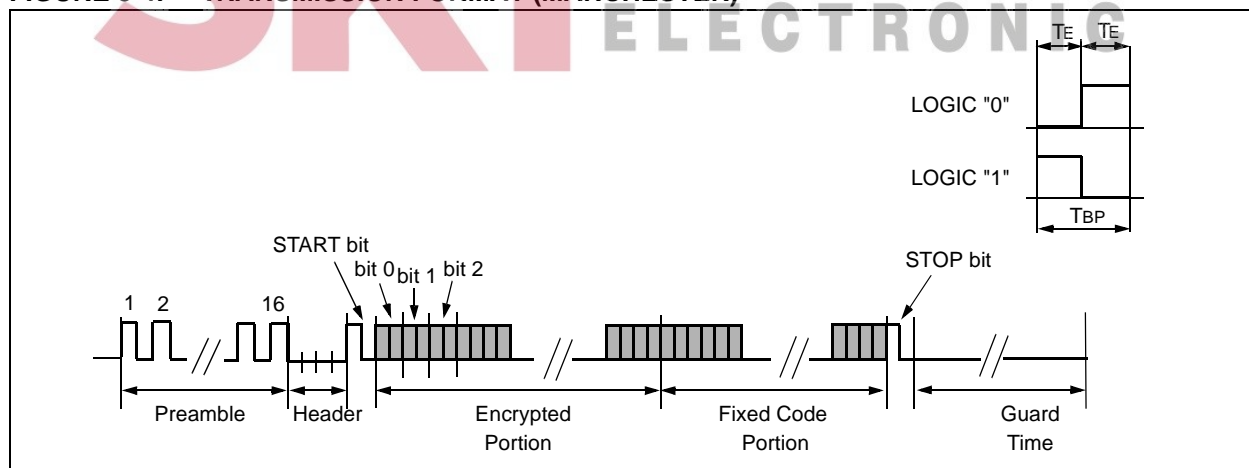 ELECTRONIC
TE TE
LOGIC "0"
LOGIC "1"
TBP
START bit
bit 0 bit 1 bit 2
STOP bit
1 2 16
Preamble
Header
Encrypted
Portion
Fixed Code
Portion
Guard
Time